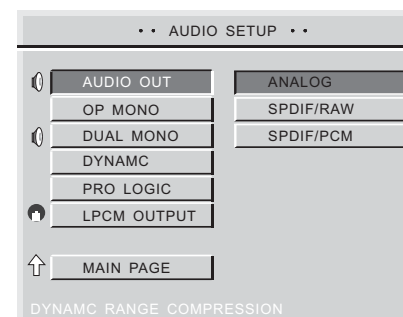 •• AUDIO SETUP ••
AUDIO OUT
OP MONO
DUAL MONO
DYNAMC
PRO LOGIC
LPCM OUTPUT
MAIN PAGE
ANALOG
SPDIF/RAW
SPDIF/PCM
DYNAMC RANGE COMPRESSION